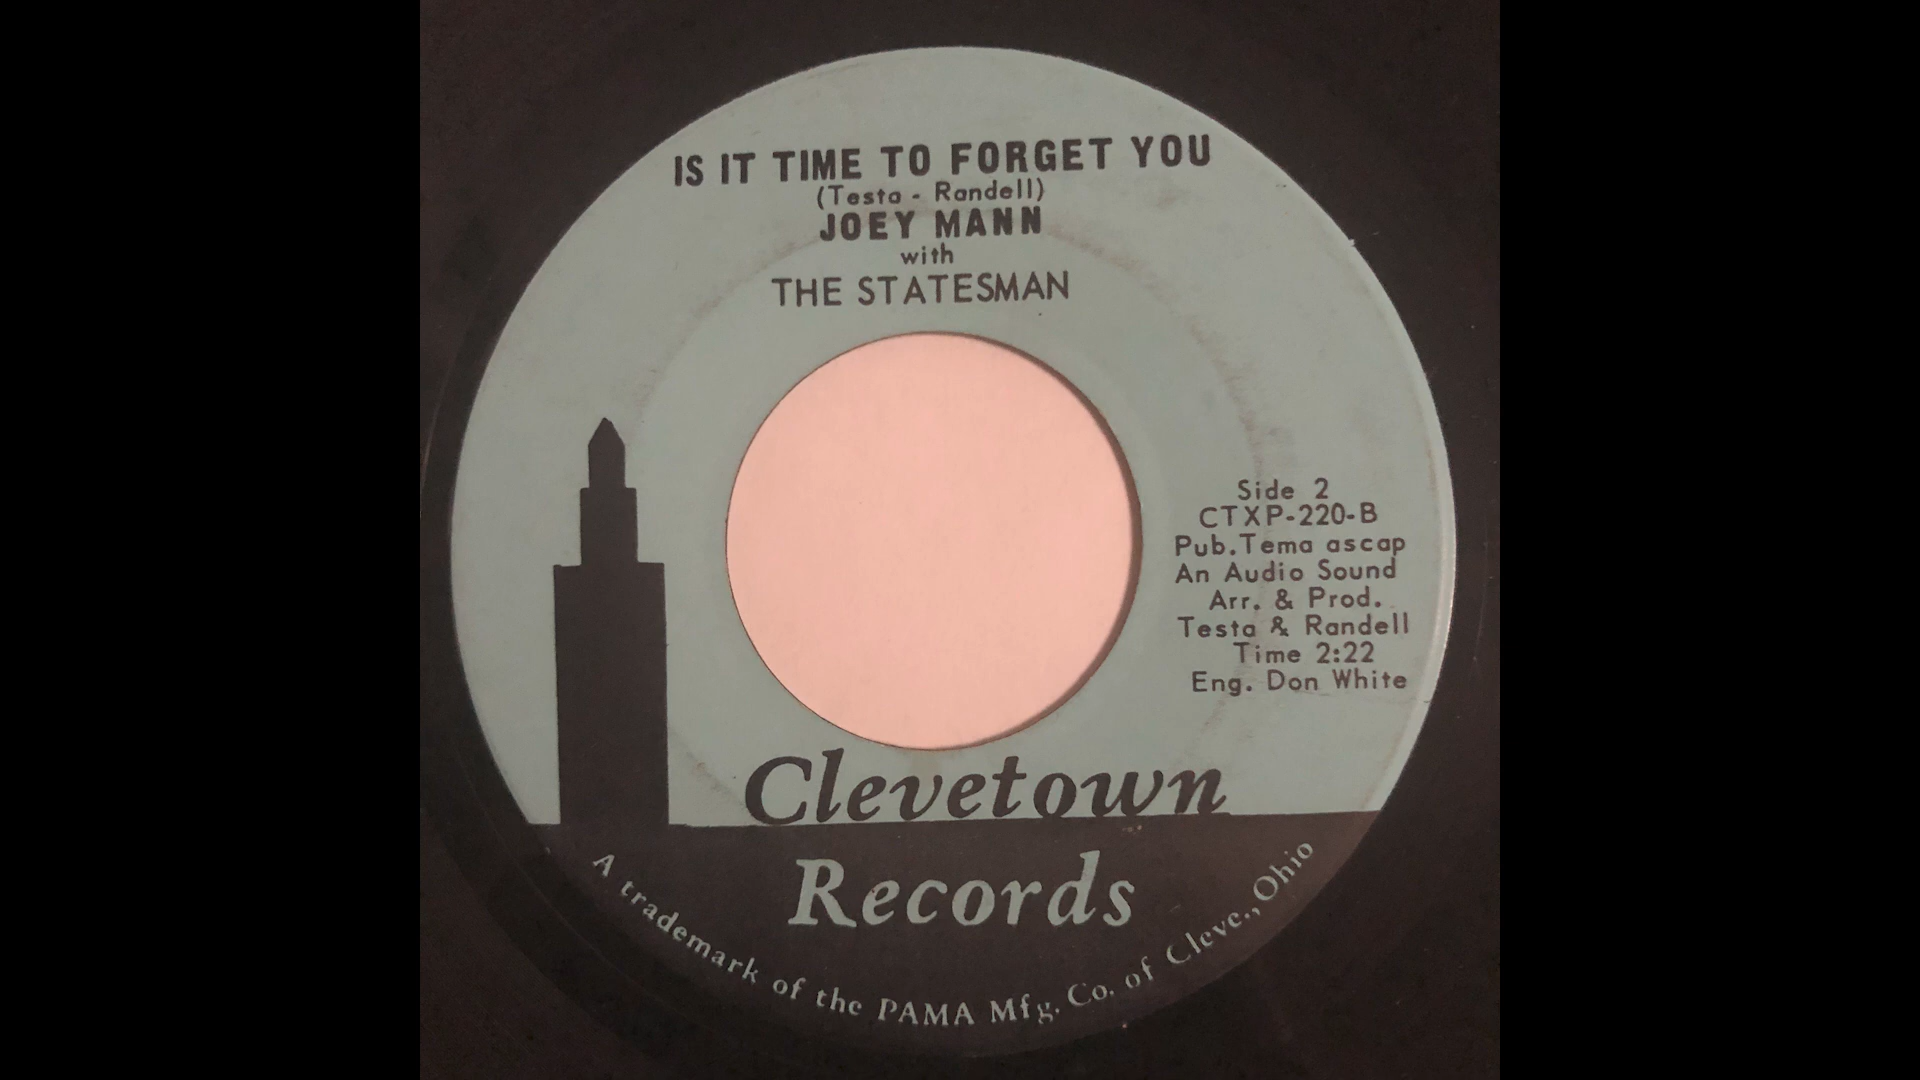 IS IT TIME TO FORGET YOU
(Testa - Randell)
JOEY MANN
with
THE STATESMAN
Side 2
CTXP-220-B
Pub.Tema ascap
An Audio Sound
Arr. & Prod.
Testa & Randell
Time 2:22
Eng. Don White
Clevetown
Records
A trademark of the PAMA Mfg. Co. of Cleve., Ohio